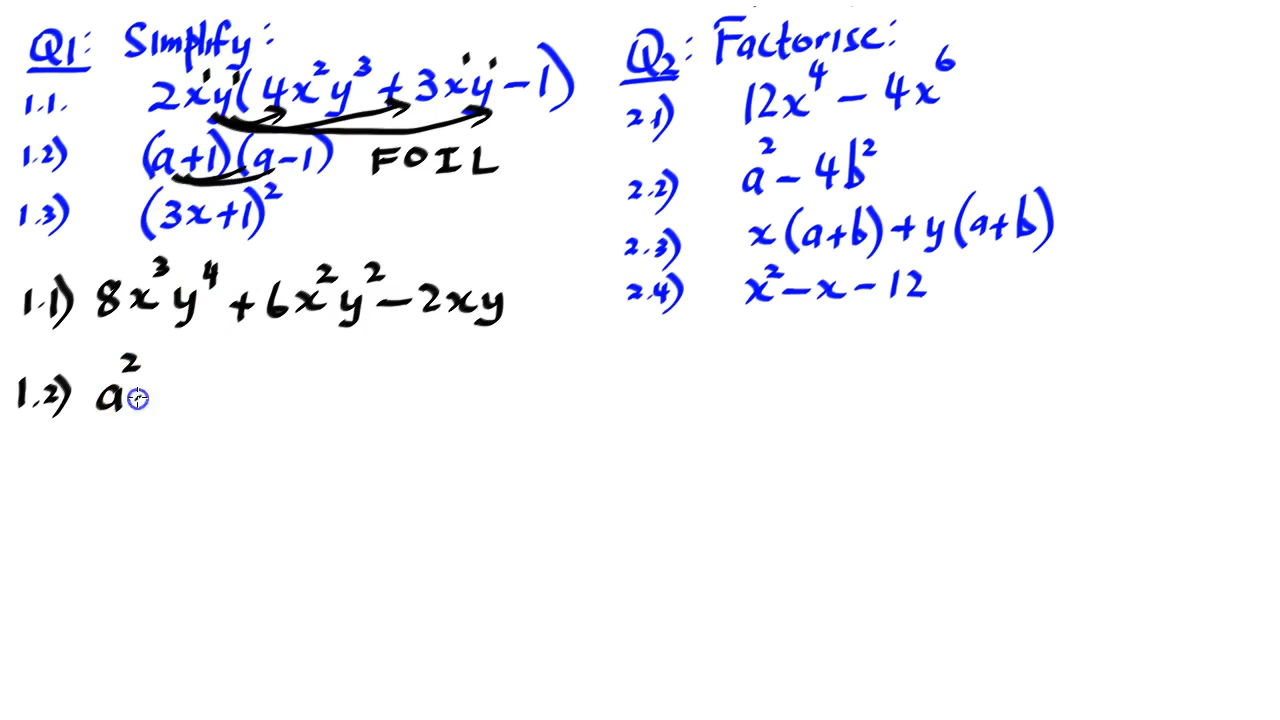 Q1: Simplify:
1.1. 2x¹y¹(4x²y³ + 3x¹y¹ - 1)
1.2) (a+1)(a-1) FOIL
1.3) (3x+1)²
1.1) 8x³y⁴ + 6x²y² - 2xy
1.2) a²
Q2: Factorise:
2.1) 12x⁴ - 4x⁶
2.2) a² - 4b²
2.3) x(a+b)+y(a+b)
2.4) x² - x - 12